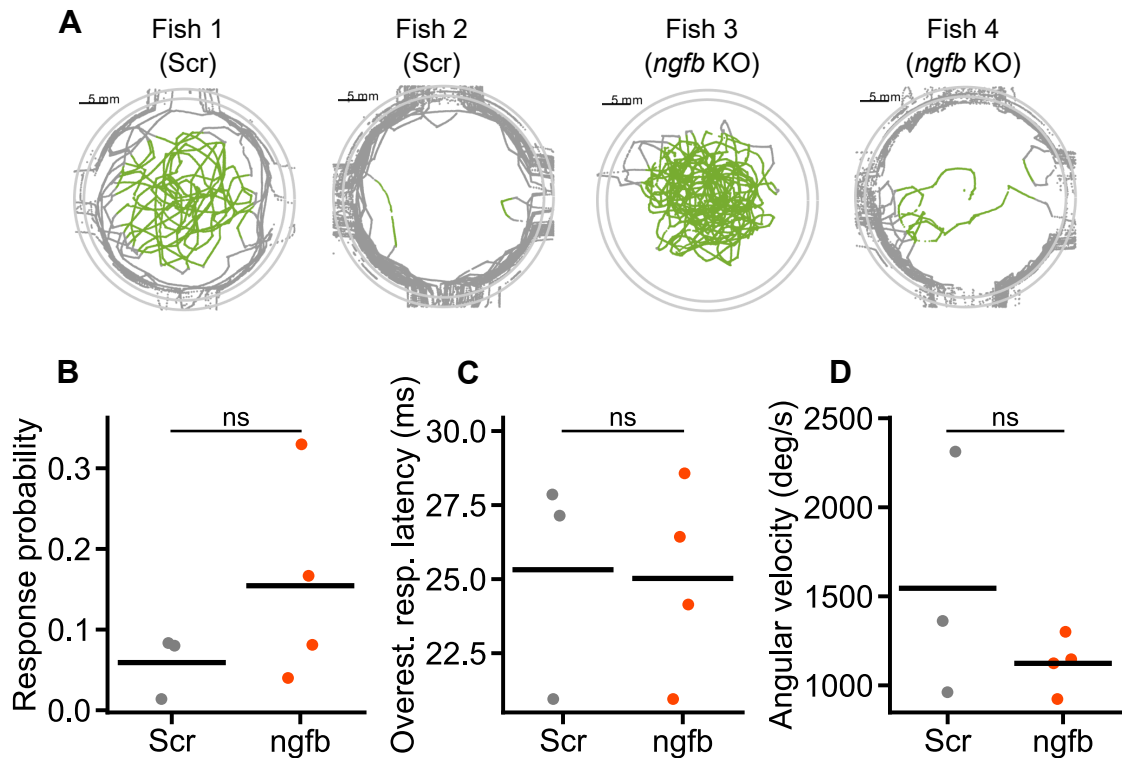 A
Fish 1
(Scr)
Fish 2
(Scr)
Fish 3
(ngfb KO)
Fish 4
(ngfb KO)
5 mm
5 mm
5 mm
5 mm
B
Response probability
0.3
0.2
0.1
0.0
ns
Scr
ngfb
C
Overest. resp. latency (ms)
30.0
27.5
25.0
22.5
ns
Scr
ngfb
D
Angular velocity (deg/s)
2500
2000
1500
1000
ns
Scr
ngfb